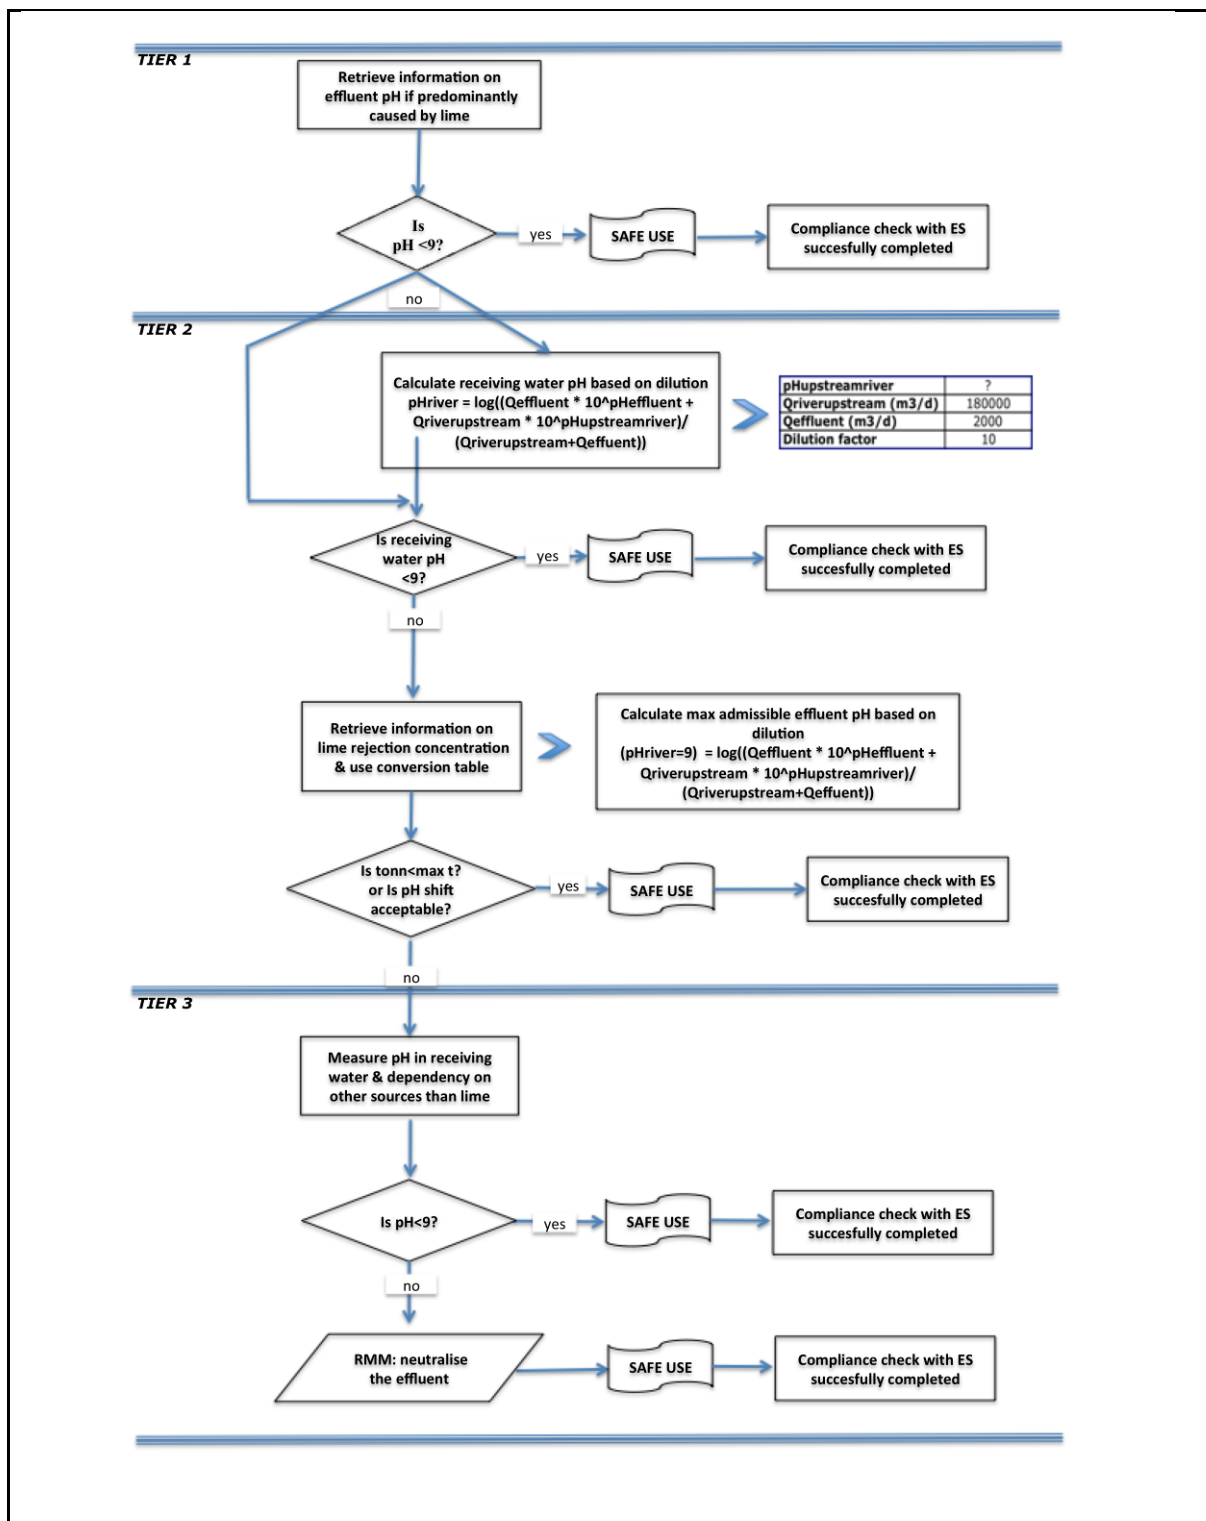 TIER 1
Retrieve information on
effluent pH if predominantly
caused by lime
Is
pH <9?
yes
SAFE USE
Compliance check with ES
succesfully completed
no
TIER 2
Calculate receiving water pH based on dilution
pHriver = log((Qeffluent * 10^pHeffluent +
Qriverupstream * 10^pHupstreamriver)/
(Qriverupstream+Qeffuent))
pHupstreamriver ?
Qriverupstream (m3/d) 180000
Qeffluent (m3/d) 2000
Dilution factor 10
Is receiving
water pH
<9?
yes
SAFE USE
Compliance check with ES
succesfully completed
no
Retrieve information on
lime rejection concentration
& use conversion table
Calculate max admissible effluent pH based on
dilution
(pHriver=9) = log((Qeffluent * 10^pHeffluent +
Qriverupstream * 10^pHupstreamriver)/
(Qriverupstream+Qeffuent))
Is tonn<max t?
or Is pH shift
acceptable?
yes
SAFE USE
Compliance check with ES
succesfully completed
no
TIER 3
Measure pH in receiving
water & dependency on
other sources than lime
Is pH<9?
yes
SAFE USE
Compliance check with ES
succesfully completed
no
RMM: neutralise
the effluent
SAFE USE
Compliance check with ES
succesfully completed